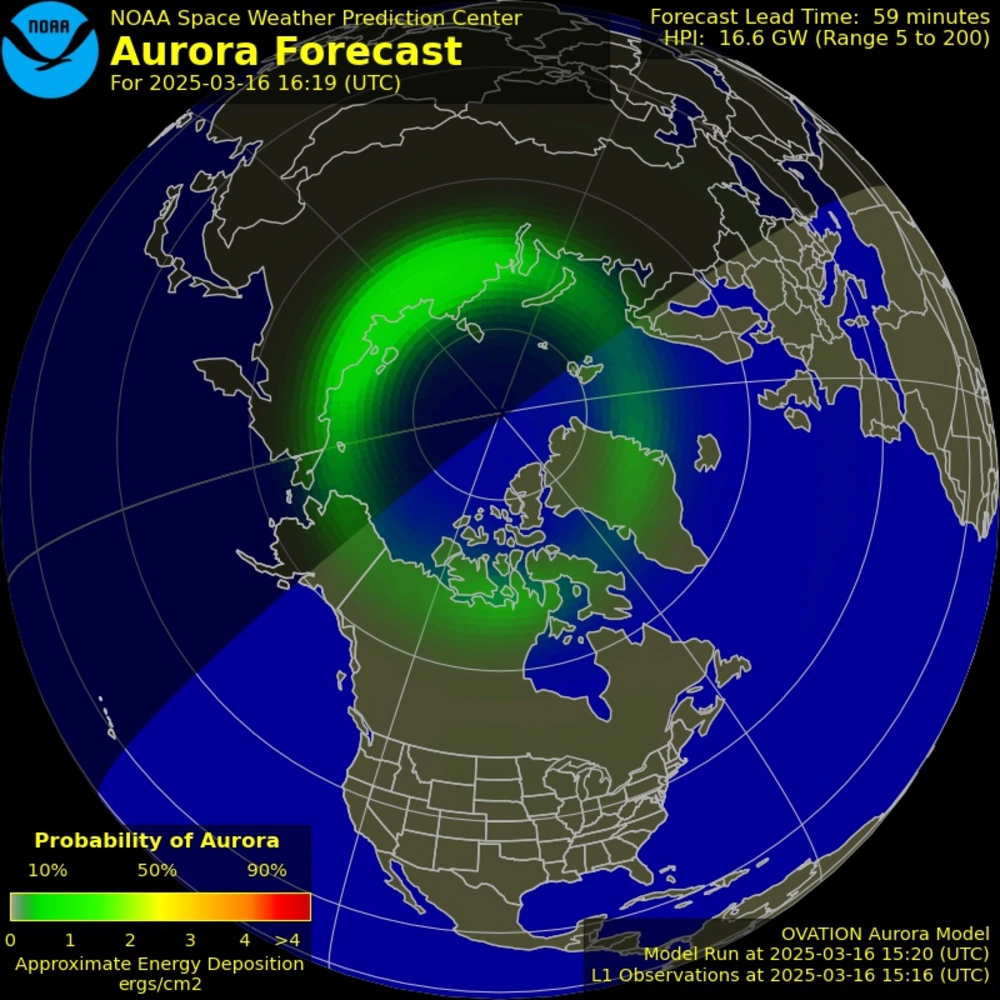 NOAA
NOAA Space Weather Prediction Center
Aurora Forecast
For 2025-03-16 16:19 (UTC)
Forecast Lead Time: 59 minutes
HPI: 16.6 GW (Range 5 to 200)
Probability of Aurora
10% 50% 90%
0 1 2 3 4 >4
Approximate Energy Deposition
ergs/cm2
OVATION Aurora Model
Model Run at 2025-03-16 15:20 (UTC)
L1 Observations at 2025-03-16 15:16 (UTC)